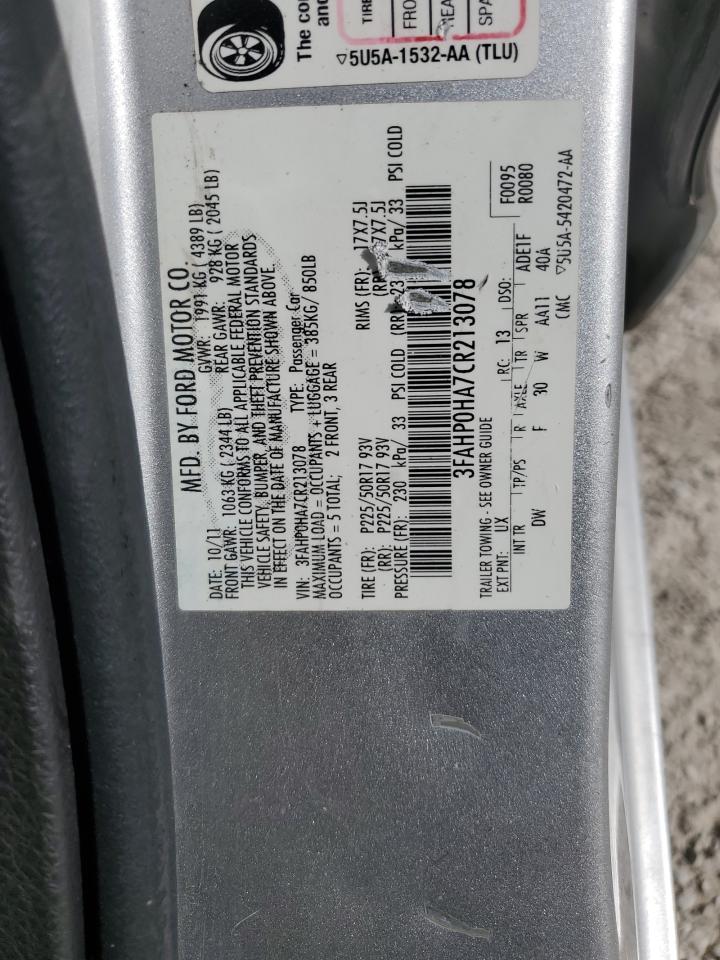 The con
and
TIRE
FRO
REA
SPA
▽5U5A-1532-AA (TLU)
MFD. BY FORD MOTOR CO.
DATE: 10/11 GVWR: 1991 KG ( 4389 LB)
FRONT GAWR: 1063 KG ( 2344 LB) REAR GAWR: 928 KG ( 2045 LB)
THIS VEHICLE CONFORMS TO ALL APPLICABLE FEDERAL MOTOR
VEHICLE SAFETY, BUMPER, AND THEFT PREVENTION STANDARDS
IN EFFECT ON THE DATE OF MANUFACTURE SHOWN ABOVE.
VIN: 3FAHP0HA7CR213078 TYPE: Passenger Car
MAXIMUM LOAD = OCCUPANTS + LUGGAGE = 385KG/ 850LB
OCCUPANTS = 5 TOTAL; 2 FRONT, 3 REAR
TIRE (FR): P225/50R17 93V RIMS (FR): 17X7.5J
(RR): P225/50R17 93V (RR) 7X7.5J
PRESSURE (FR): 230 kPa/ 33 PSI COLD (RR) 23 kPa/ 33 PSI COLD
3FAHP0HA7CR213078
TRAILER TOWING - SEE OWNER GUIDE F0095
EXT PNT: UX RC: 13 DSO: R0080
INT TR TP/PS R AXLE TR SPR ADE1F
DW F 30 W AA11 40A
CMC ▽5U5A-5420472-AA